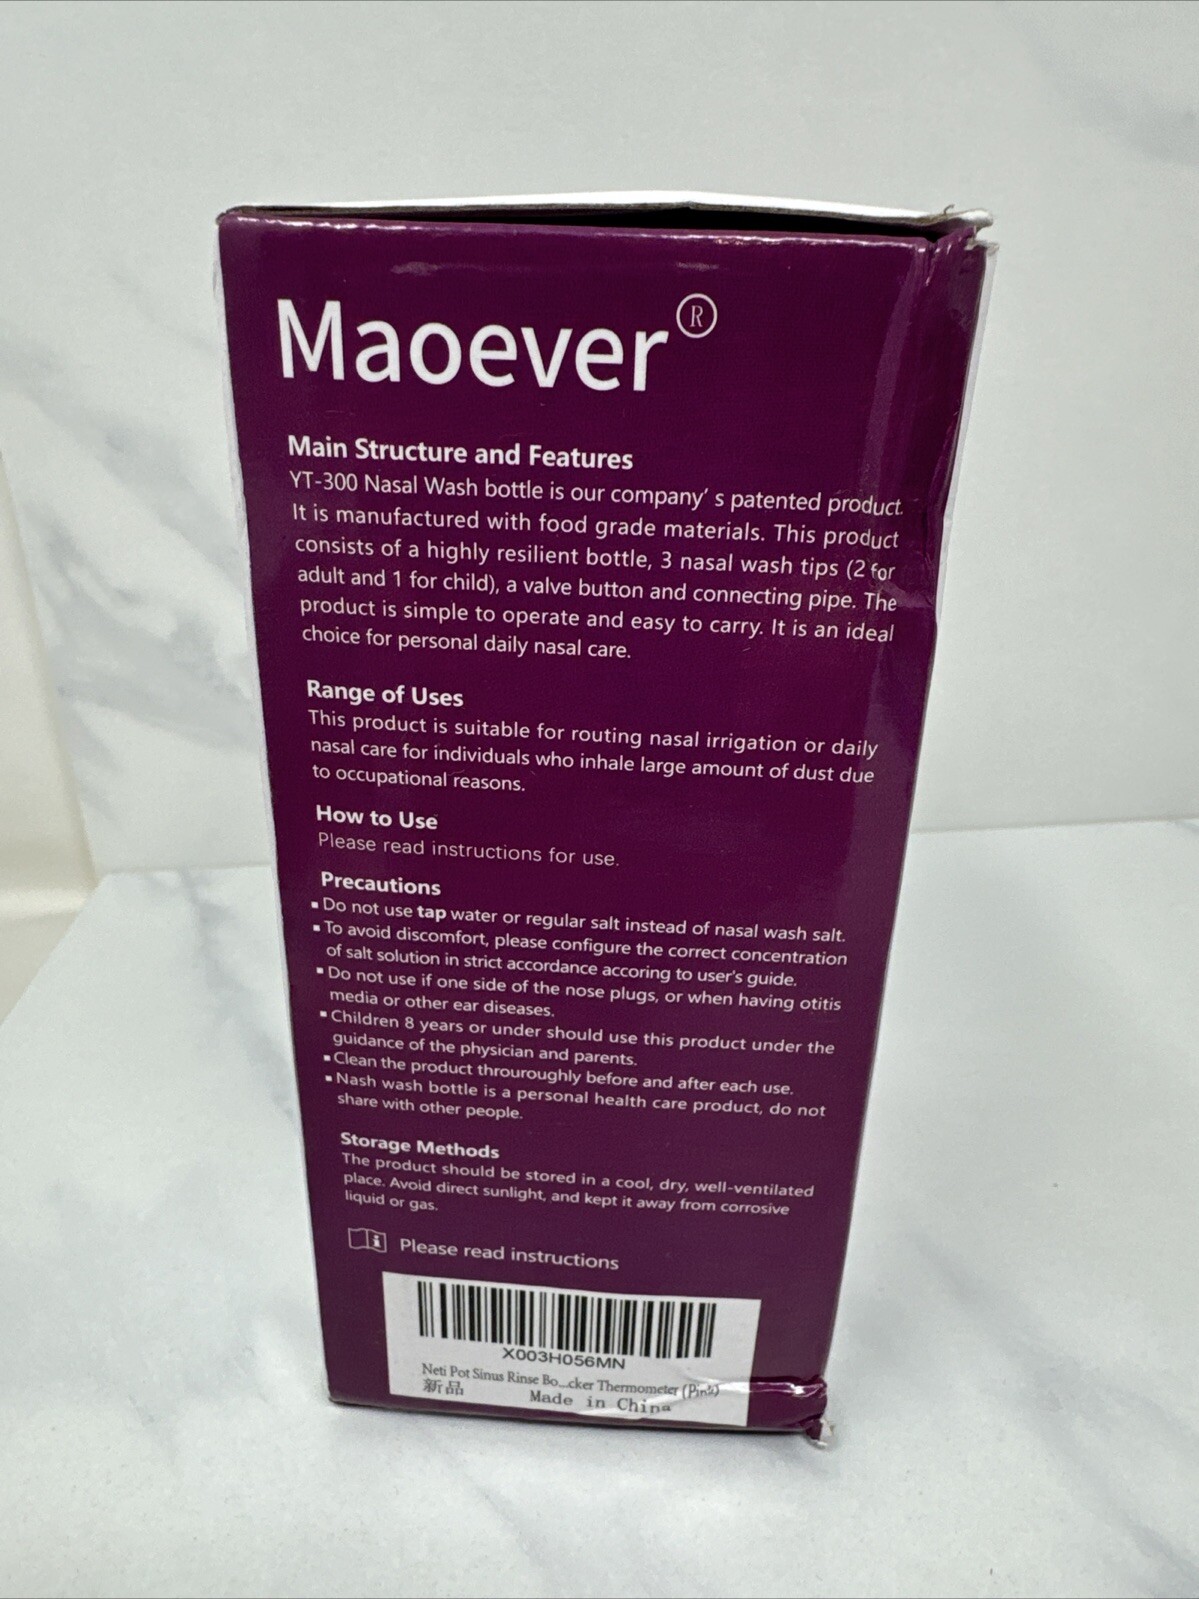 Maoever®
Main Structure and Features
YT-300 Nasal Wash bottle is our company' s patented product.
It is manufactured with food grade materials. This product
consists of a highly resilient bottle, 3 nasal wash tips (2 for
adult and 1 for child), a valve button and connecting pipe. The
product is simple to operate and easy to carry. It is an ideal
choice for personal daily nasal care.
Range of Uses
This product is suitable for routing nasal irrigation or daily
nasal care for individuals who inhale large amount of dust due
to occupational reasons.
How to Use
Please read instructions for use.
Precautions
▪ Do not use tap water or regular salt instead of nasal wash salt.
▪ To avoid discomfort, please configure the correct concentration
of salt solution in strict accordance accoring to user's guide.
▪ Do not use if one side of the nose plugs, or when having otitis
media or other ear diseases.
▪ Children 8 years or under should use this product under the
guidance of the physician and parents.
▪ Clean the product throuroughly before and after each use.
▪ Nash wash bottle is a personal health care product, do not
share with other people.
Storage Methods
The product should be stored in a cool, dry, well-ventilated
place. Avoid direct sunlight, and kept it away from corrosive
liquid or gas.
Please read instructions
X003H056MN
Neti Pot Sinus Rinse Bo...cker Thermometer (Pink)
新品
Made in China